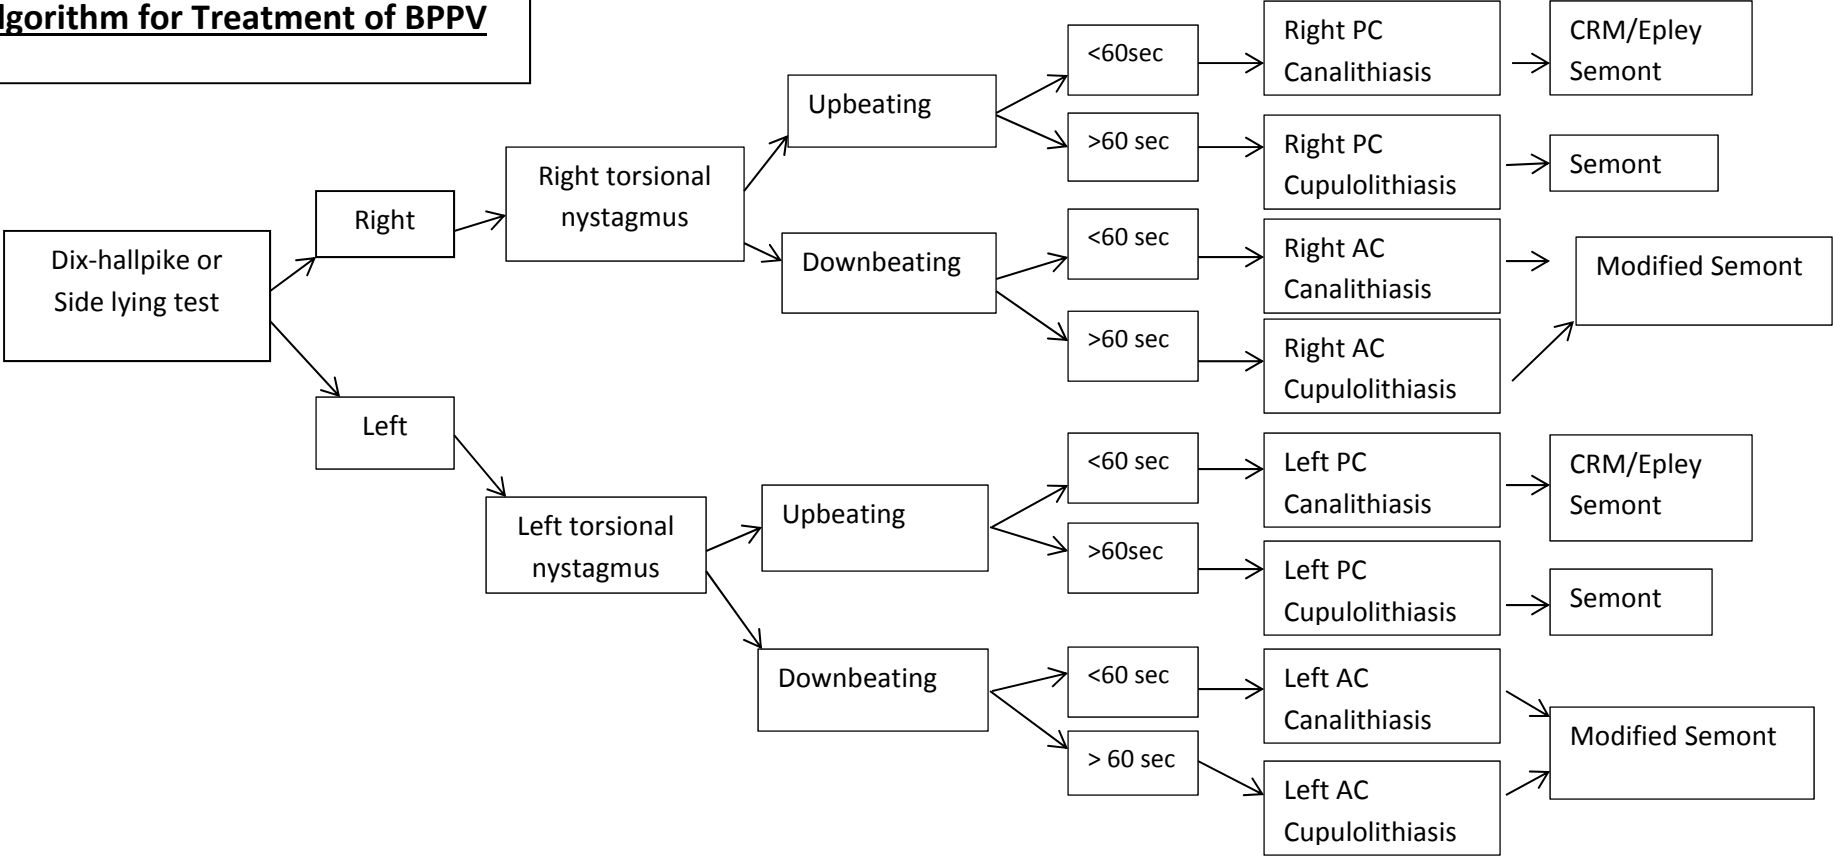 lgorithm for Treatment of BPPV
Dix-hallpike or
Side lying test
Right
Right torsional
nystagmus
Upbeating
<60sec
Right PC
Canalithiasis
CRM/Epley
Semont
>60 sec
Right PC
Cupulolithiasis
Semont
Downbeating
<60 sec
Right AC
Canalithiasis
Modified Semont
>60 sec
Right AC
Cupulolithiasis
Left
Left torsional
nystagmus
Upbeating
<60 sec
Left PC
Canalithiasis
CRM/Epley
Semont
>60sec
Left PC
Cupulolithiasis
Semont
Downbeating
<60 sec
Left AC
Canalithiasis
Modified Semont
> 60 sec
Left AC
Cupulolithiasis